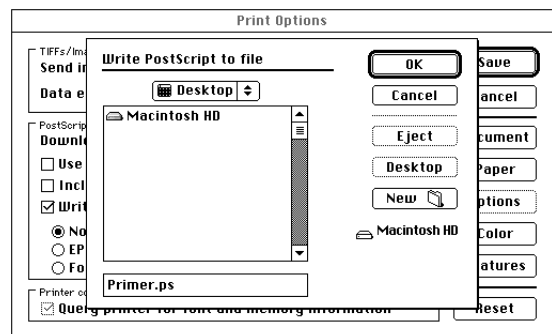 Print Options
TIFFs/Ima
Send in
Data e
PostScrip
Downlo
Use
Incl
Writ
No
EP
Fo
Printer co
Query printer for font and memory information
Write PostScript to file
Desktop
Macintosh HD
Primer.ps
OK
Cancel
Eject
Desktop
New
Macintosh HD
Save
ancel
cument
Paper
ptions
Color
atures
Reset